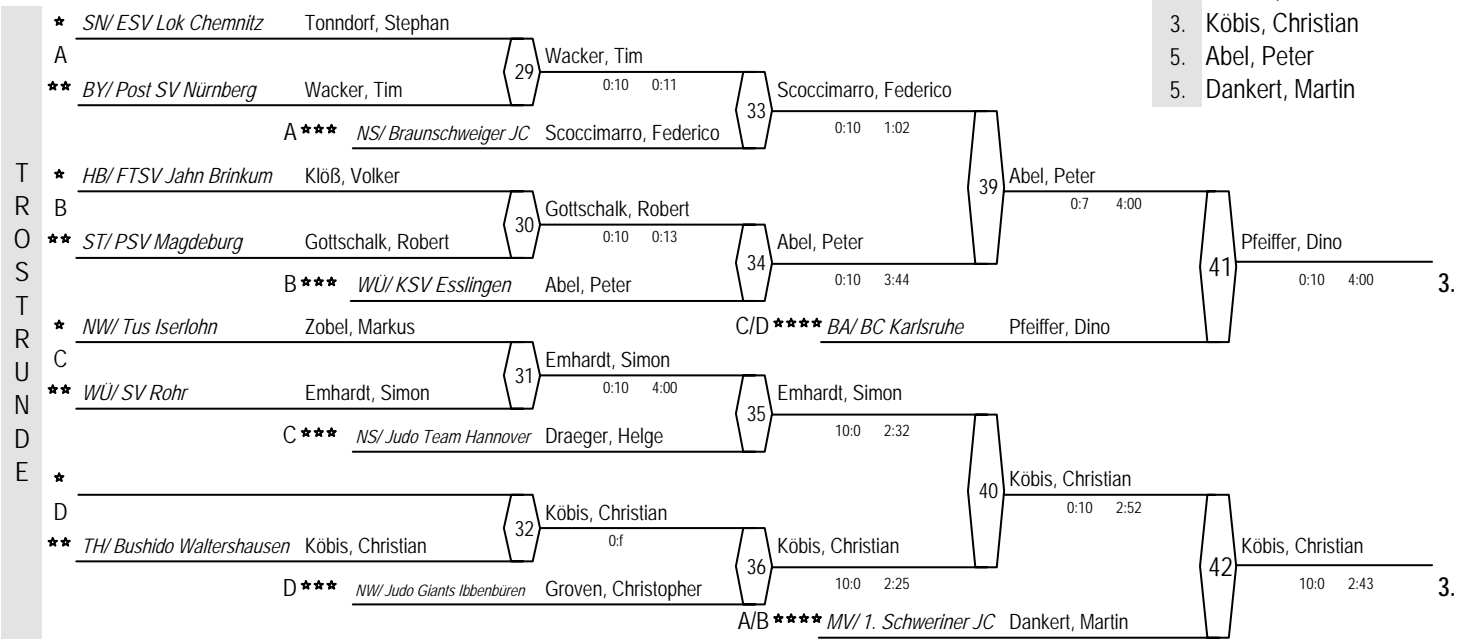 3. Köbis, Christian
5. Abel, Peter
5. Dankert, Martin
TROSTRUNDE
* SN/ ESV Lok Chemnitz Tonndorf, Stephan
A
29
Wacker, Tim
0:10 0:11
** BY/ Post SV Nürnberg Wacker, Tim
33
Scoccimarro, Federico
0:10 1:02
A *** NS/ Braunschweiger JC Scoccimarro, Federico
39
Abel, Peter
0:7 4:00
* HB/ FTSV Jahn Brinkum Klöß, Volker
B
30
Gottschalk, Robert
0:10 0:13
** ST/ PSV Magdeburg Gottschalk, Robert
34
Abel, Peter
0:10 3:44
B *** WÜ/ KSV Esslingen Abel, Peter
41
Pfeiffer, Dino
0:10 4:00 3.
C/D **** BA/ BC Karlsruhe Pfeiffer, Dino
* NW/ Tus Iserlohn Zobel, Markus
C
31
Emhardt, Simon
0:10 4:00
** WÜ/ SV Rohr Emhardt, Simon
35
Emhardt, Simon
10:0 2:32
C *** NS/ Judo Team Hannover Draeger, Helge
40
Köbis, Christian
0:10 2:52
*
D
32
Köbis, Christian
0:f
** TH/ Bushido Waltershausen Köbis, Christian
36
Köbis, Christian
10:0 2:25
D *** NW/ Judo Giants Ibbenbüren Groven, Christopher
42
Köbis, Christian
10:0 2:43 3.
A/B **** MV/ 1. Schweriner JC Dankert, Martin